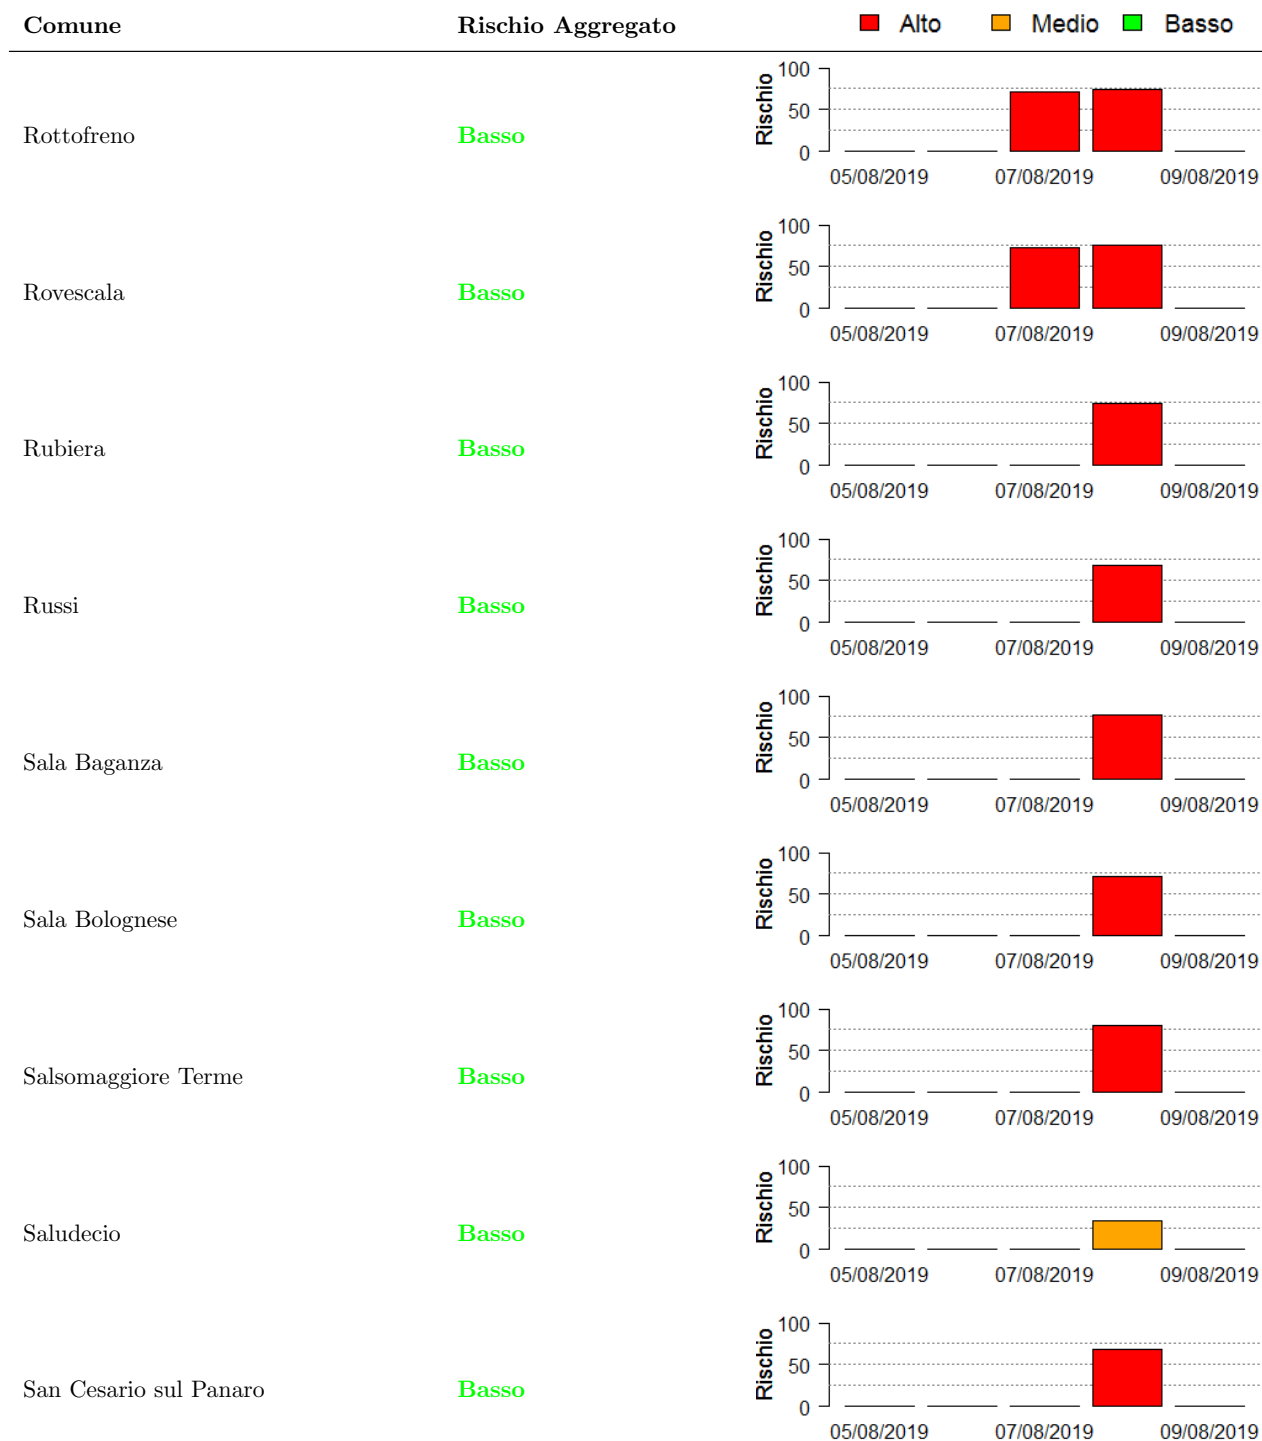 Comune Rischio Aggregato Alto Medio Basso
Rottofreno Basso Rischio 100 50 0
05/08/2019 07/08/2019 09/08/2019
Rovescala Basso Rischio 100 50 0
05/08/2019 07/08/2019 09/08/2019
Rubiera Basso Rischio 100 50 0
05/08/2019 07/08/2019 09/08/2019
Russi Basso Rischio 100 50 0
05/08/2019 07/08/2019 09/08/2019
Sala Baganza Basso Rischio 100 50 0
05/08/2019 07/08/2019 09/08/2019
Sala Bolognese Basso Rischio 100 50 0
05/08/2019 07/08/2019 09/08/2019
Salsomaggiore Terme Basso Rischio 100 50 0
05/08/2019 07/08/2019 09/08/2019
Saludecio Basso Rischio 100 50 0
05/08/2019 07/08/2019 09/08/2019
San Cesario sul Panaro Basso Rischio 100 50 0
05/08/2019 07/08/2019 09/08/2019